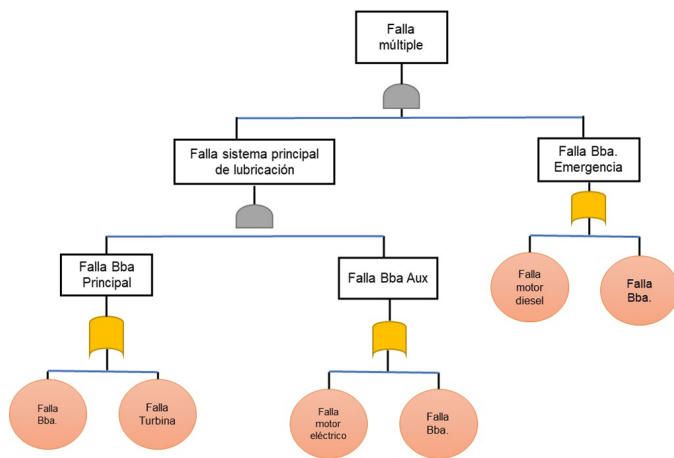 Falla
múltiple
Falla sistema principal
de lubricación
Falla Bba.
Emergencia
Falla Bba
Principal
Falla Bba Aux
Falla
motor
diesel
Falla
Bba.
Falla
Bba.
Falla
Turbina
Falla
motor
eléctrico
Falla
Bba.